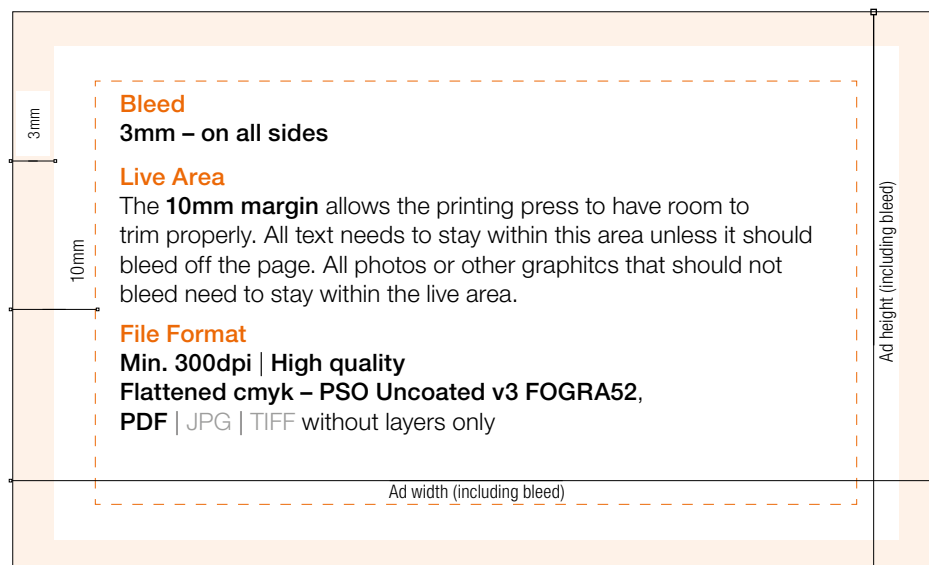 Bleed
3mm – on all sides
3mm
Live Area
The 10mm margin allows the printing press to have room to
trim properly. All text needs to stay within this area unless it should
bleed off the page. All photos or other graphitcs that should not
bleed need to stay within the live area.
10mm
File Format
Min. 300dpi | High quality
Flattened cmyk – PSO Uncoated v3 FOGRA52,
PDF | JPG | TIFF without layers only
Ad width (including bleed)
Ad height (including bleed)